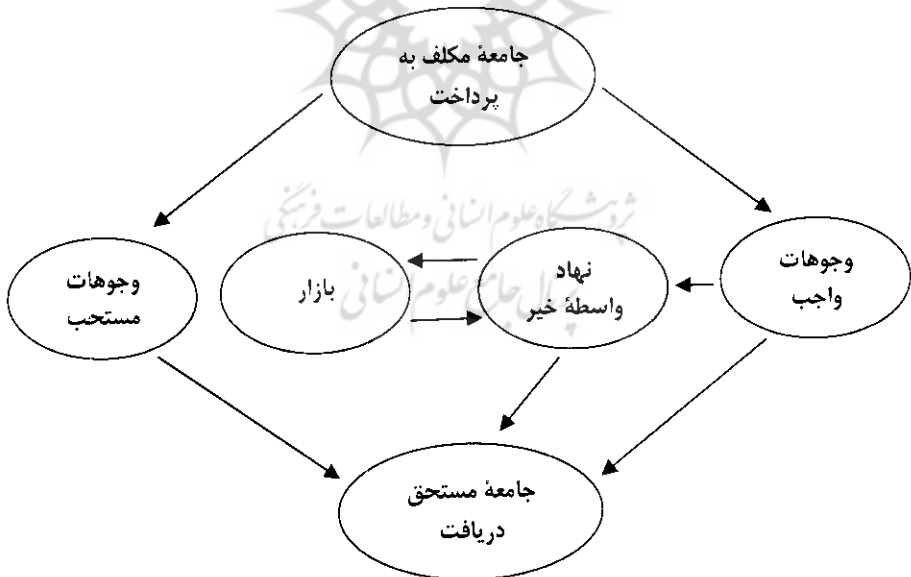 جامعهٔ مکلف به
پرداخت
پژوهشگاه علوم انسانی و مطالعات فرهنگی
وجوهات
واجب
نهاد
واسطهٔ خیر
بازار
وجوهات
مستحب
پرتال جامع علوم انسانی
جامعهٔ مستحق
دریافت